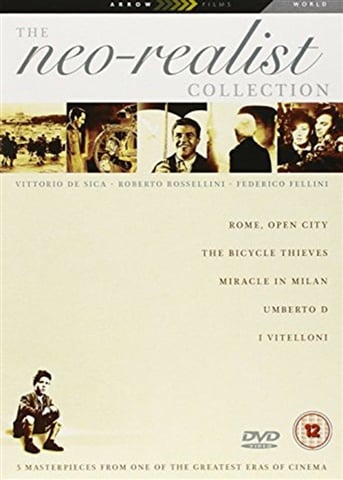 ARROW FILMS WORLD
THE
neo-realist
COLLECTION
VITTORIO DE SICA · ROBERTO ROSSELLINI · FEDERICO FELLINI
ROME, OPEN CITY
THE BICYCLE THIEVES
MIRACLE IN MILAN
UMBERTO D
I VITELLONI
DVD
VIDEO
12
5 MASTERPIECES FROM ONE OF THE GREATEST ERAS OF CINEMA